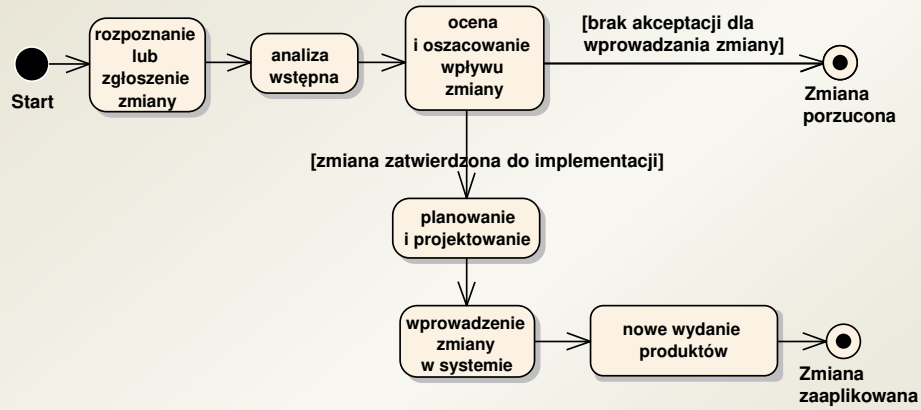 Start
rozpoznanie
lub
zgłoszenie
zmiany
analiza
wstępna
ocena
i oszacowanie
wpływu
zmiany
[brak akceptacji dla
wprowadzania zmiany]
Zmiana
porzucona
[zmiana zatwierdzona do implementacji]
planowanie
i projektowanie
wprowadzenie
zmiany
w systemie
nowe wydanie
produktów
Zmiana
zaaplikowana